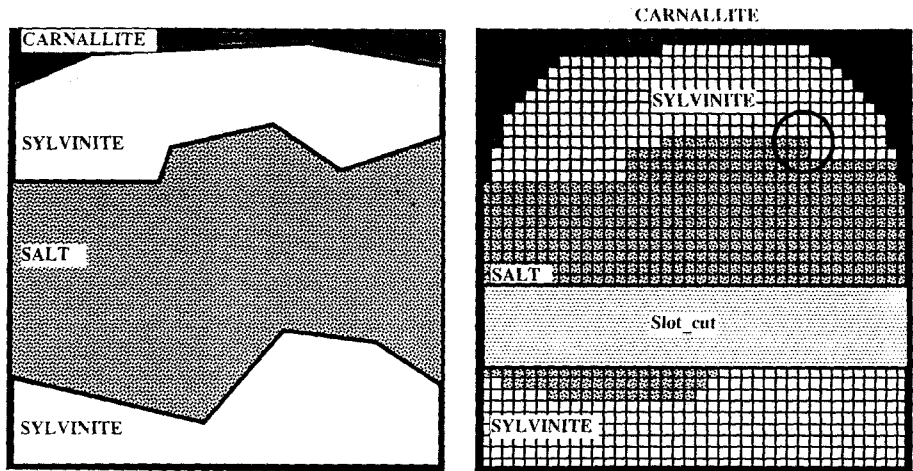 CARNALLITE
SYLVINITE
SALT
SYLVINITE
CARNALLITE
SYLVINITE
SALT
Slot_cut
SYLVINITE